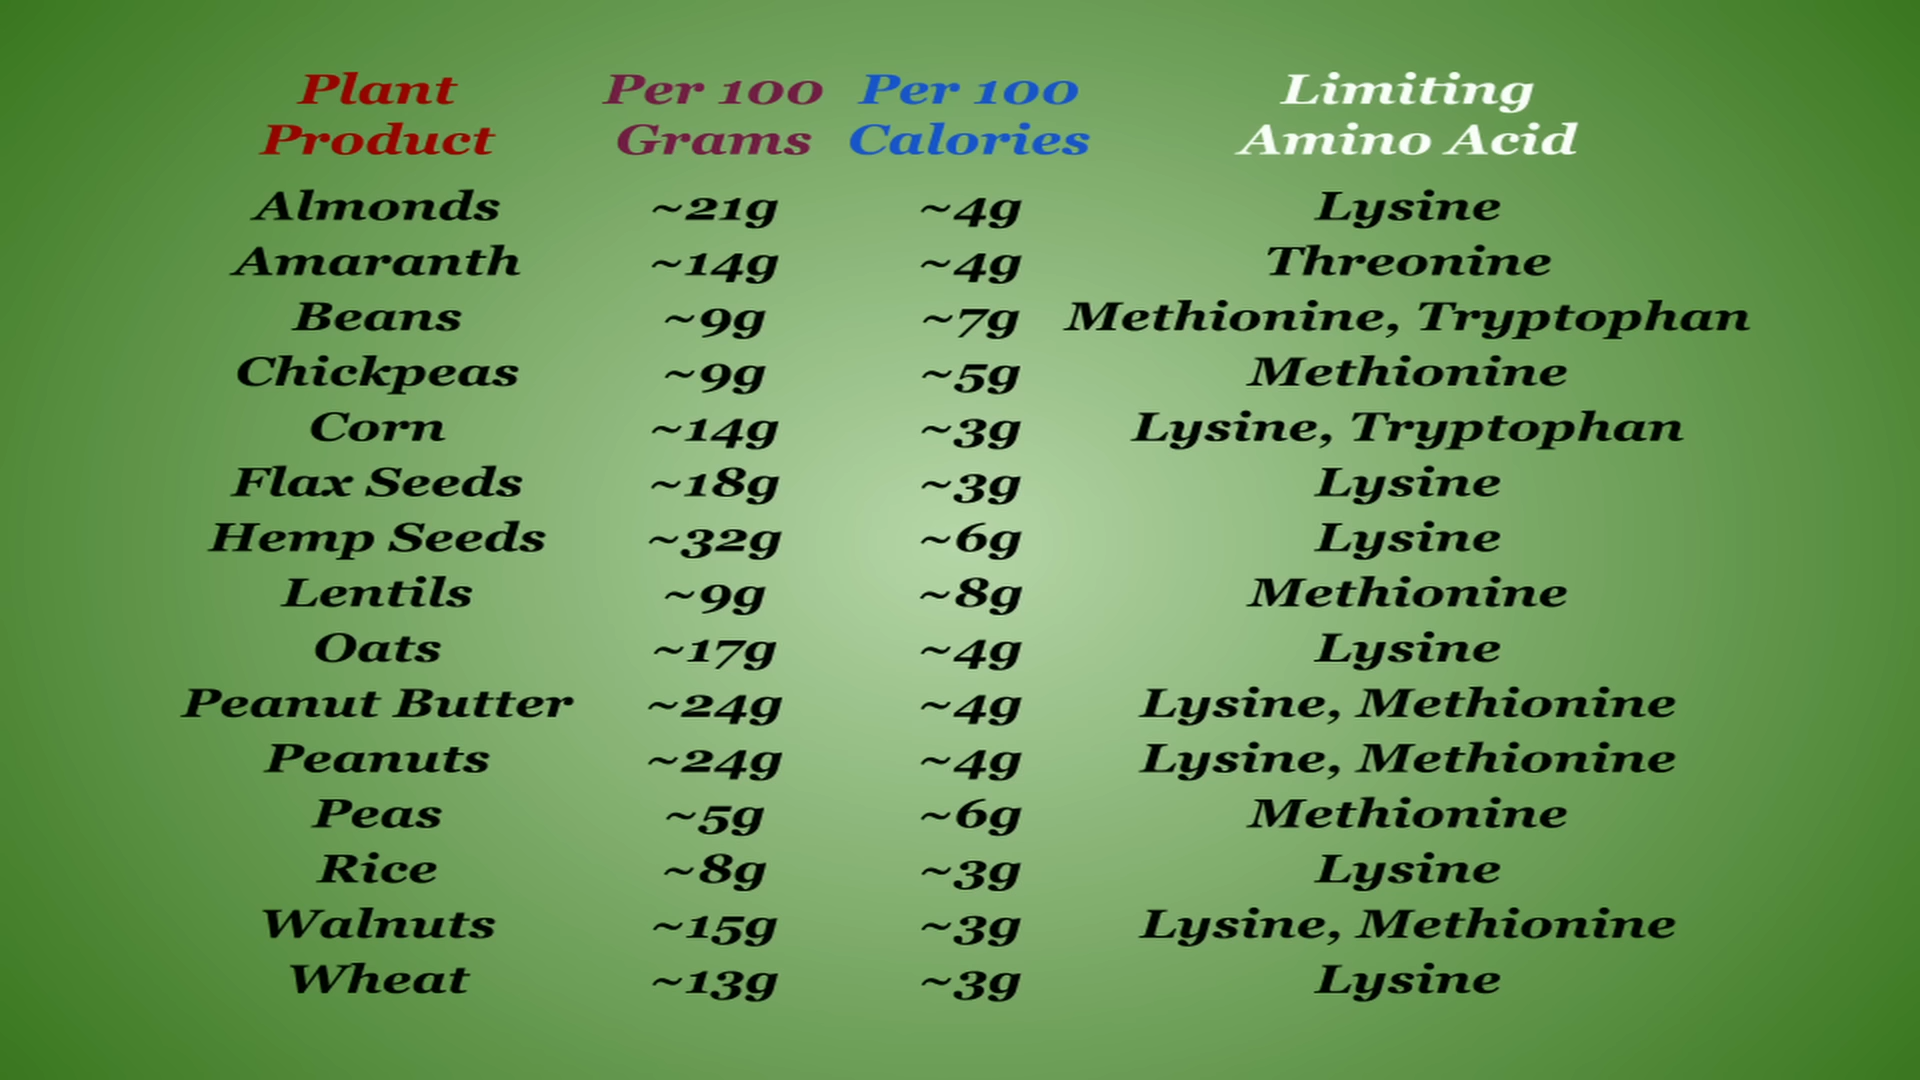 Plant Product Per 100 Grams Per 100 Calories Limiting Amino Acid
Almonds ~21g ~4g Lysine
Amaranth ~14g ~4g Threonine
Beans ~9g ~7g Methionine, Tryptophan
Chickpeas ~9g ~5g Methionine
Corn ~14g ~3g Lysine, Tryptophan
Flax Seeds ~18g ~3g Lysine
Hemp Seeds ~32g ~6g Lysine
Lentils ~9g ~8g Methionine
Oats ~17g ~4g Lysine
Peanut Butter ~24g ~4g Lysine, Methionine
Peanuts ~24g ~4g Lysine, Methionine
Peas ~5g ~6g Methionine
Rice ~8g ~3g Lysine
Walnuts ~15g ~3g Lysine, Methionine
Wheat ~13g ~3g Lysine